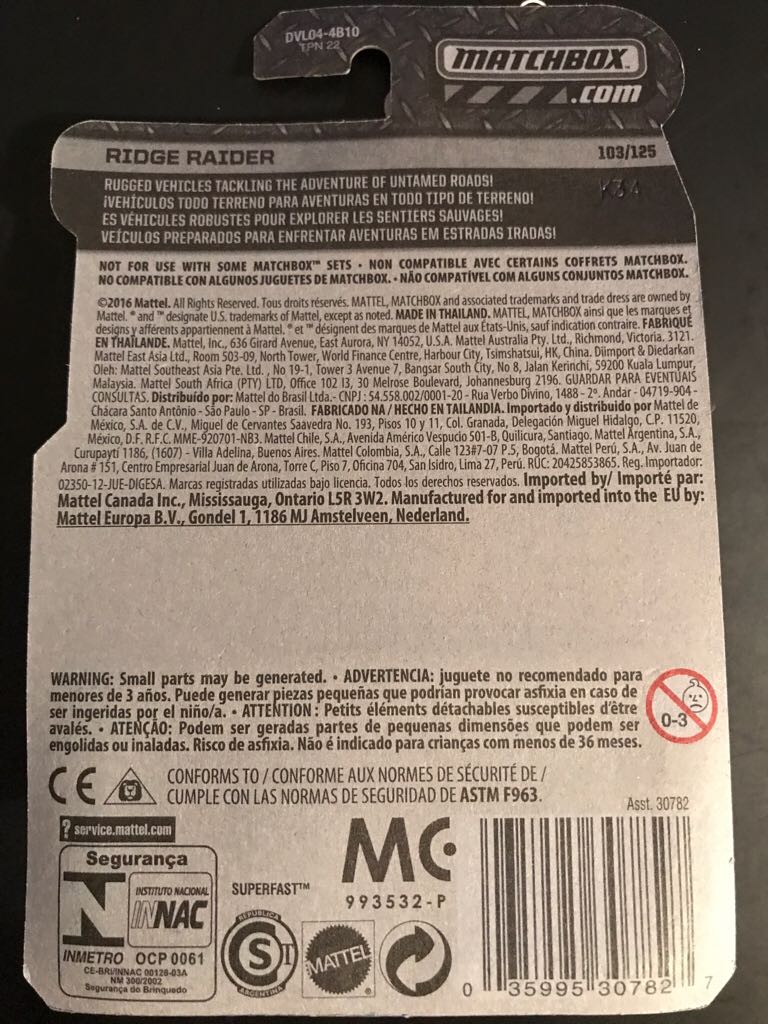 DVL04-4B10
TPN 22
MATCHBOX™
.COM
RIDGE RAIDER 103/125
RUGGED VEHICLES TACKLING THE ADVENTURE OF UNTAMED ROADS!
¡VEHÍCULOS TODO TERRENO PARA AVENTURAS EN TODO TIPO DE TERRENO!
ES VÉHICULES ROBUSTES POUR EXPLORER LES SENTIERS SAUVAGES!
VEÍCULOS PREPARADOS PARA ENFRENTAR AVENTURAS EM ESTRADAS IRADAS!
K34
NOT FOR USE WITH SOME MATCHBOX™ SETS • NON COMPATIBLE AVEC CERTAINS COFFRETS MATCHBOX.
NO COMPATIBLE CON ALGUNOS JUGUETES DE MATCHBOX. • NÃO COMPATÍVEL COM ALGUNS CONJUNTOS MATCHBOX.
©2016 Mattel. All Rights Reserved. Tous droits réservés. MATTEL, MATCHBOX and associated trademarks and trade dress are owned by
Mattel. ® and ™ designate U.S. trademarks of Mattel, except as noted. MADE IN THAILAND. MATTEL, MATCHBOX ainsi que les marques et
designs y afférents appartiennent à Mattel. ® et ™ désignent des marques de Mattel aux États-Unis, sauf indication contraire. FABRIQUÉ
EN THAÏLANDE. Mattel, Inc., 636 Girard Avenue, East Aurora, NY 14052, U.S.A. Mattel Australia Pty. Ltd., Richmond, Victoria. 3121.
Mattel East Asia Ltd., Room 503-09, North Tower, World Finance Centre, Harbour City, Tsimshatsui, HK, China. Diimport & Diedarkan
Oleh: Mattel Southeast Asia Pte. Ltd. , No 19-1, Tower 3 Avenue 7, Bangsar South City, No 8, Jalan Kerinchi, 59200 Kuala Lumpur,
Malaysia. Mattel South Africa (PTY) LTD, Office 102 I3, 30 Melrose Boulevard, Johannesburg 2196. GUARDAR PARA EVENTUAIS
CONSULTAS. Distribuído por: Mattel do Brasil Ltda.- CNPJ : 54.558.002/0001-20 - Rua Verbo Divino, 1488 - 2º. Andar - 04719-904 -
Chácara Santo Antônio - São Paulo - SP - Brasil. FABRICADO NA / HECHO EN TAILANDIA. Importado y distribuido por Mattel de
México, S.A. de C.V., Miguel de Cervantes Saavedra No. 193, Pisos 10 y 11, Col. Granada, Delegación Miguel Hidalgo, C.P. 11520,
México, D.F. R.F.C. MME-920701-NB3. Mattel Chile, S.A., Avenida Américo Vespucio 501-B, Quilicura, Santiago. Mattel Argentina, S.A.,
Curupaytí 1186, (1607) - Villa Adelina, Buenos Aires. Mattel Colombia, S.A., Calle 123#7-07 P.5, Bogotá. Mattel Perú, S.A., Av. Juan de
Arona # 151, Centro Empresarial Juan de Arona, Torre C, Piso 7, Oficina 704, San Isidro, Lima 27, Perú. RUC: 20425853865. Reg. Importador:
02350-12-JUE-DIGESA. Marcas registradas utilizadas bajo licencia. Todos los derechos reservados. Imported by/ Importé par:
Mattel Canada Inc., Mississauga, Ontario L5R 3W2. Manufactured for and imported into the EU by:
Mattel Europa B.V., Gondel 1, 1186 MJ Amstelveen, Nederland.
WARNING: Small parts may be generated. • ADVERTENCIA: juguete no recomendado para
menores de 3 años. Puede generar piezas pequeñas que podrían provocar asfixia en caso de
ser ingeridas por el niño/a. • ATTENTION : Petits éléments détachables susceptibles d'être
avalés. • ATENÇÃO: Podem ser geradas partes de pequenas dimensões que podem ser
engolidas ou inaladas. Risco de asfixia. Não é indicado para crianças com menos de 36 meses.
0-3
CE
CONFORMS TO / CONFORME AUX NORMES DE SÉCURITÉ DE /
CUMPLE CON LAS NORMAS DE SEGURIDAD DE ASTM F963.
Asst. 30782
? service.mattel.com
Segurança
INSTITUTO NACIONAL
INNAC
INMETRO OCP 0061
CE-BRI/INNAC 00126-03A
NM 300/2002
Segurança do Brinquedo
SUPERFAST™
MC
993532-P
REPUBLICA
S I
ARGENTINA
MATTEL®
0 35995 30782 7